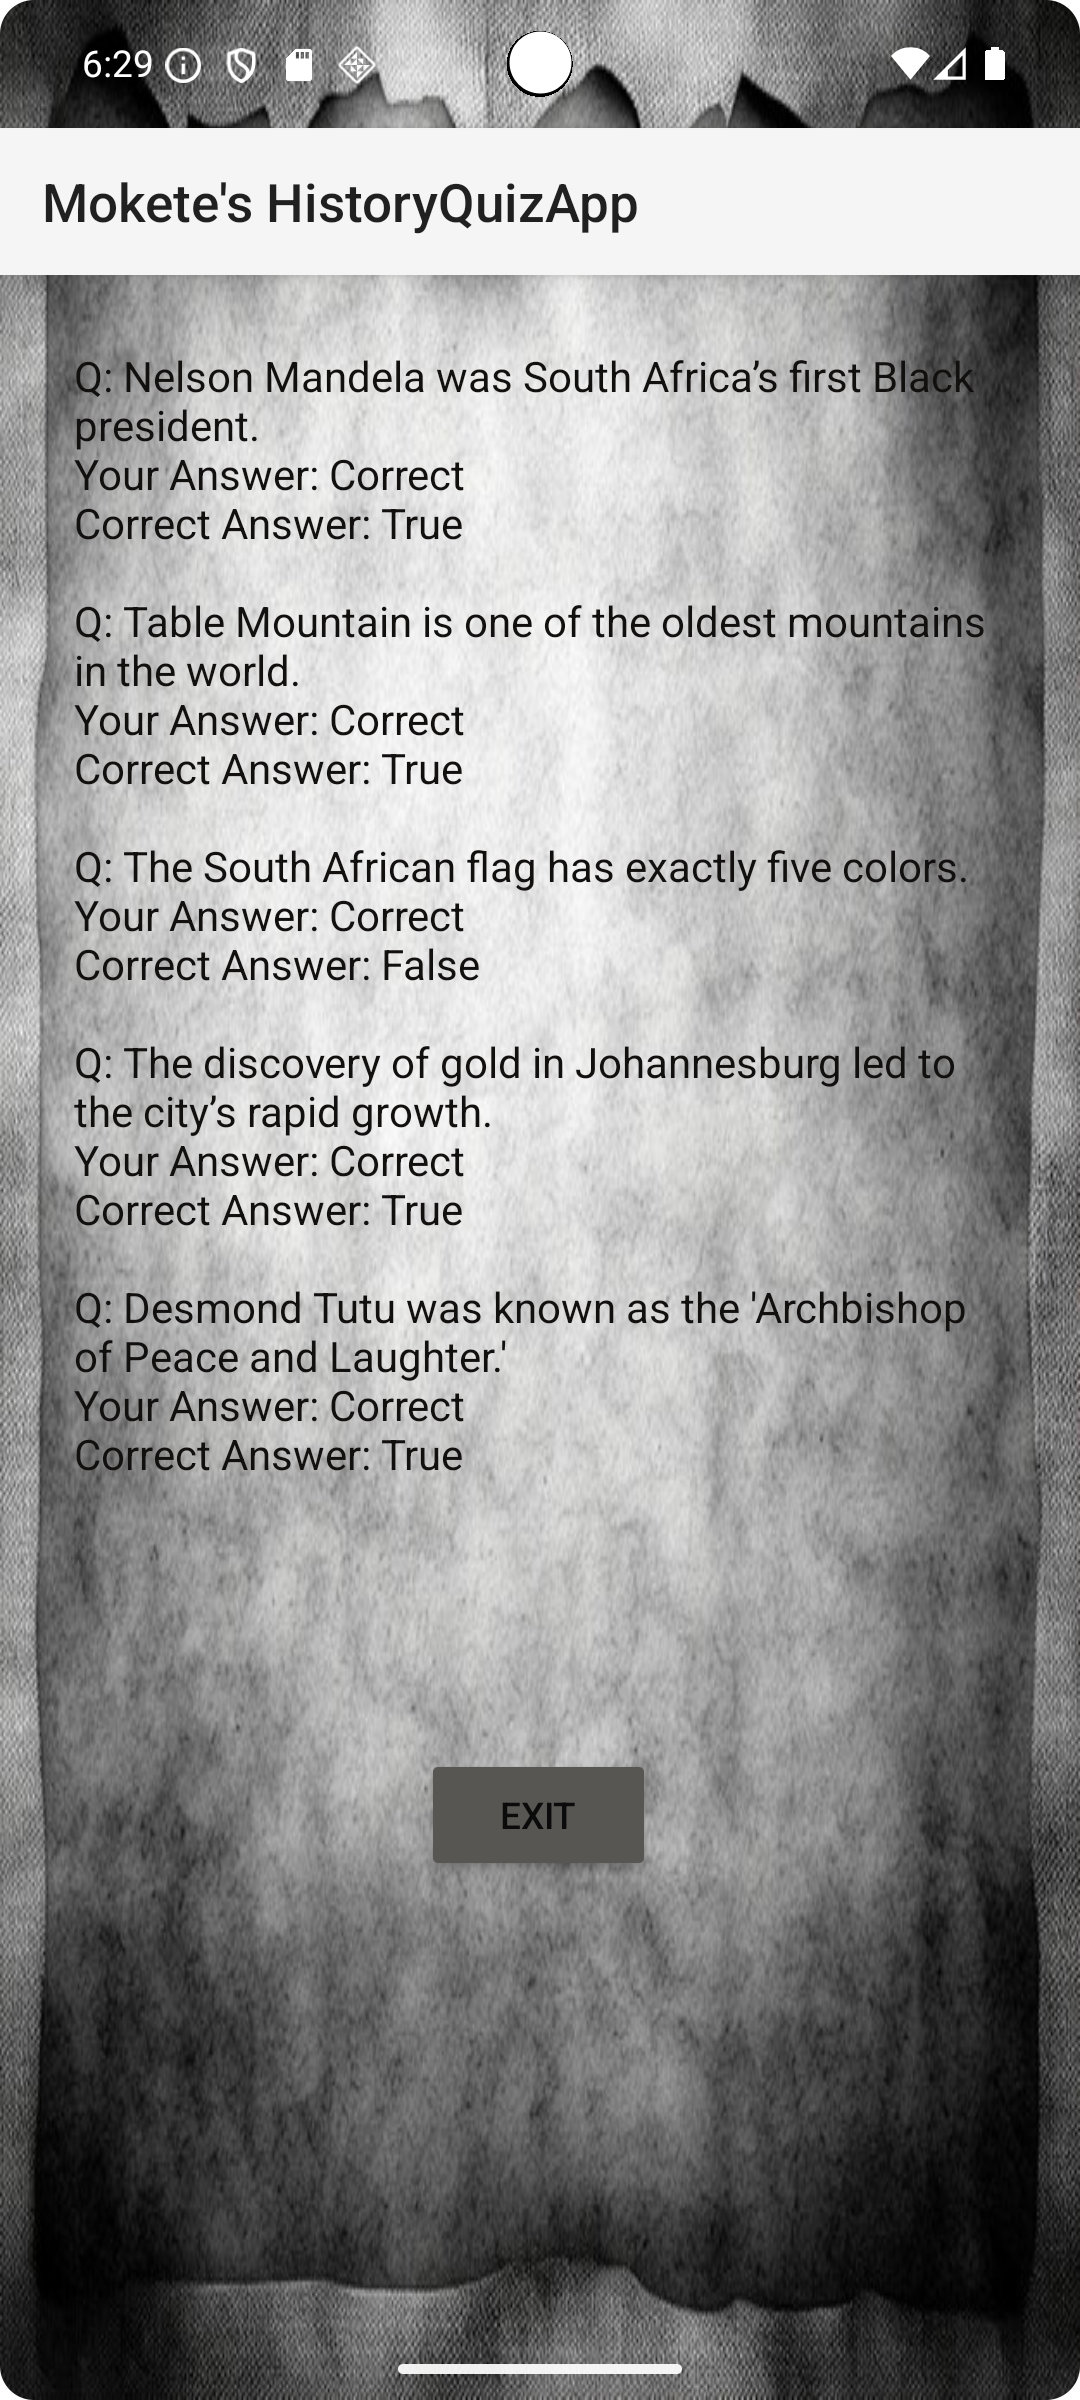 6:29
Mokete's HistoryQuizApp
Q: Nelson Mandela was South Africa’s first Black
president.
Your Answer: Correct
Correct Answer: True
Q: Table Mountain is one of the oldest mountains
in the world.
Your Answer: Correct
Correct Answer: True
Q: The South African flag has exactly five colors.
Your Answer: Correct
Correct Answer: False
Q: The discovery of gold in Johannesburg led to
the city’s rapid growth.
Your Answer: Correct
Correct Answer: True
Q: Desmond Tutu was known as the 'Archbishop
of Peace and Laughter.'
Your Answer: Correct
Correct Answer: True
EXIT